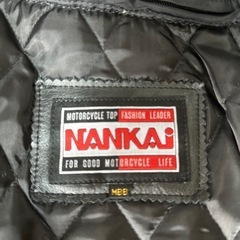 MOTORCYCLE TOP FASHION LEADER
NANKAi
FOR GOOD MOTORCYCLE LIFE